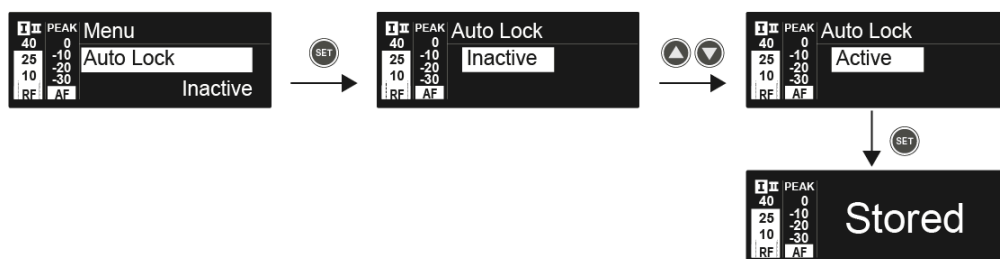 I II PEAK Menu
40 0
25 -10 Auto Lock
-20
10 -30
RF AF Inactive
SET
I II PEAK Auto Lock
40 0
25 -10 Inactive
-20
10 -30
RF AF
I II PEAK Auto Lock
40 0
25 -10 Active
-20
10 -30
RF AF
SET
I II PEAK
40 0
25 -10 Stored
-20
10 -30
RF AF